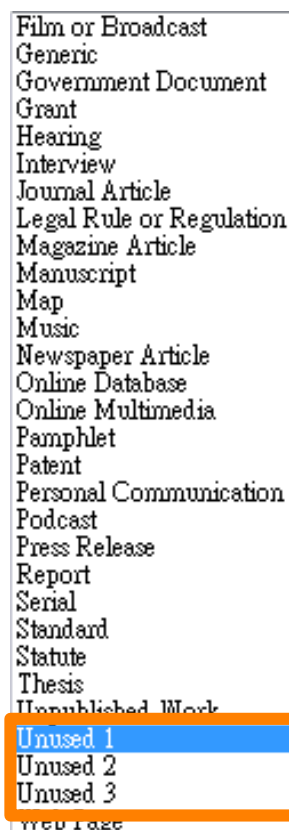 Film or Broadcast
Generic
Government Document
Grant
Hearing
Interview
Journal Article
Legal Rule or Regulation
Magazine Article
Manuscript
Map
Music
Newspaper Article
Online Database
Online Multimedia
Pamphlet
Patent
Personal Communication
Podcast
Press Release
Report
Serial
Standard
Statute
Thesis
Unpublished Work
Unused 1
Unused 2
Unused 3
Web Page